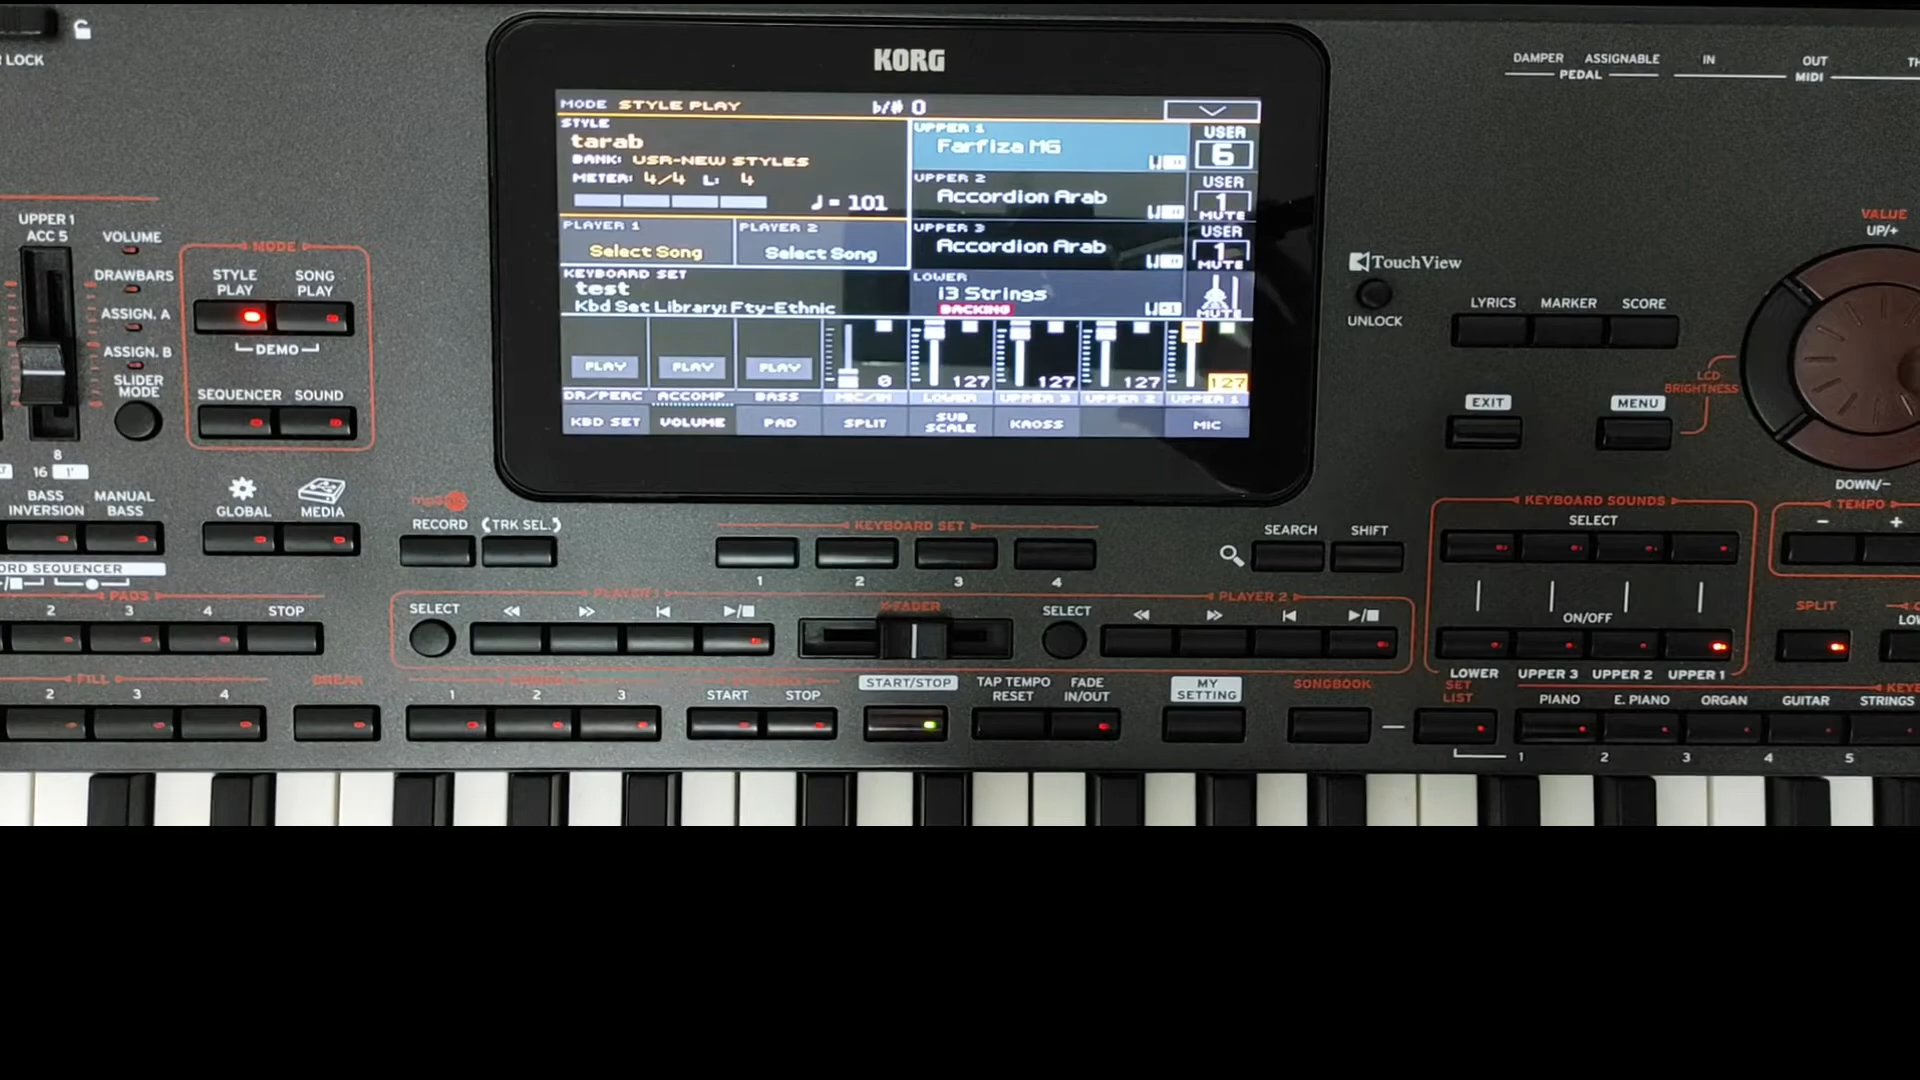 KORG
DAMPER ASSIGNABLE IN OUT
PEDAL MIDI
LOCK
MODE STYLE PLAY b/# 0
STYLE
tarab
BANK: USR-NEW STYLES
METER: 4/4 L: 4
♩= 101
UPPER 1
Farfiza MG
USER
6
UPPER 2
Accordion Arab
USER
1
MUTE
PLAYER 1
Select Song
PLAYER 2
Select Song
UPPER 3
Accordion Arab
USER
1
MUTE
KEYBOARD SET
test
Kbd Set Library: Fty-Ethnic
LOWER
i3 Strings
BACKING
MUTE
PLAY PLAY PLAY 0 127 127 127 127
DR/PERC ACCOMP BASS MIC/IN LOWER UPPER 3 UPPER 2 UPPER 1
KBD SET VOLUME PAD SPLIT SUB SCALE KAOSS MIC
UPPER 1
ACC 5
VOLUME
DRAWBARS
ASSIGN. A
ASSIGN. B
SLIDER
MODE
8
16 1'
MODE
STYLE
PLAY
SONG
PLAY
DEMO
SEQUENCER SOUND
BASS
INVERSION
MANUAL
BASS
GLOBAL MEDIA
RECORD TRK SEL.
KEYBOARD SET
1 2 3 4
SEARCH SHIFT
TouchView
UNLOCK
LYRICS MARKER SCORE
EXIT MENU
LCD
BRIGHTNESS
VALUE
UP/+
DOWN/-
KEYBOARD SOUNDS
SELECT
ON/OFF
LOWER UPPER 3 UPPER 2 UPPER 1
TEMPO
- +
SPLIT
ORD SEQUENCER
PADS
2 3 4 STOP
PLAYER 1
SELECT
X-FADER
PLAYER 2
SELECT
FILL
2 3 4
BREAK
1 2 3
START STOP
START/STOP
TAP TEMPO
RESET
FADE
IN/OUT
MY
SETTING
SONGBOOK
SET
LIST
PIANO E. PIANO ORGAN GUITAR STRINGS
1 2 3 4 5